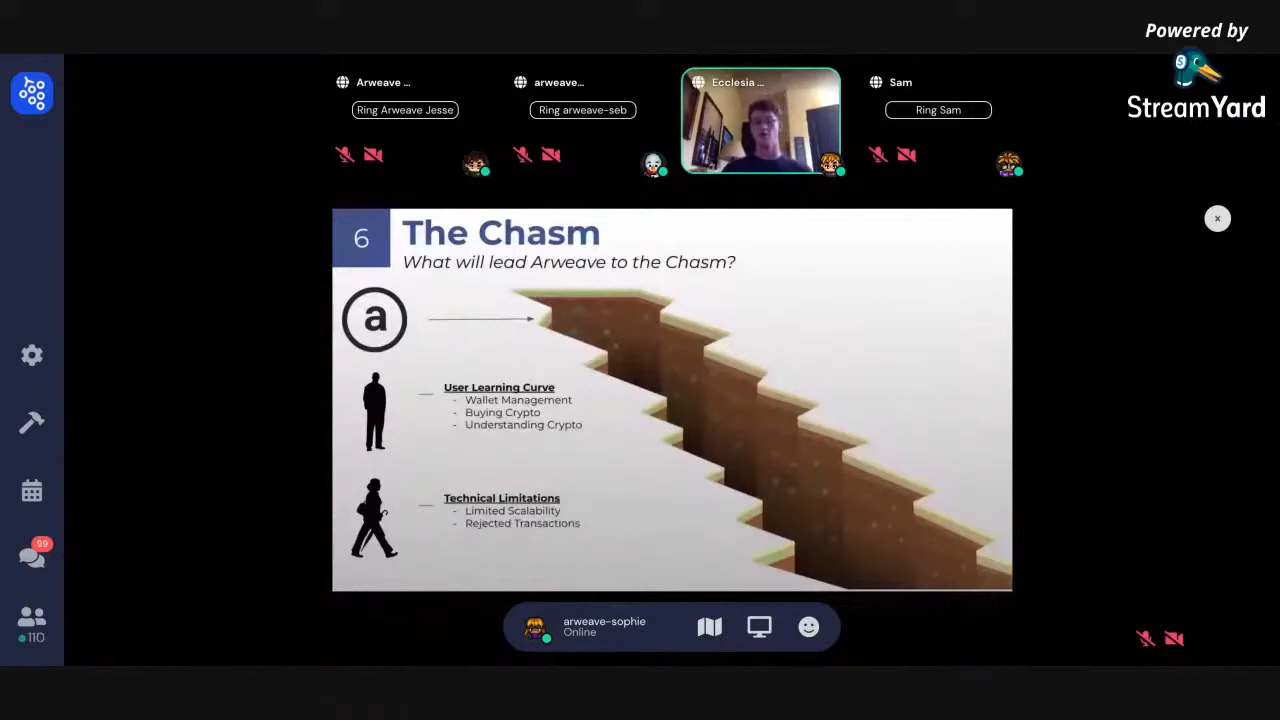 Powered by
StreamYard
Arweave ...
Ring Arweave Jesse
arweave...
Ring arweave-seb
Ecclesia ...
Sam
Ring Sam
6
The Chasm
What will lead Arweave to the Chasm?
a
User Learning Curve
- Wallet Management
- Buying Crypto
- Understanding Crypto
Technical Limitations
- Limited Scalability
- Rejected Transactions
99
110
arweave-sophie
Online